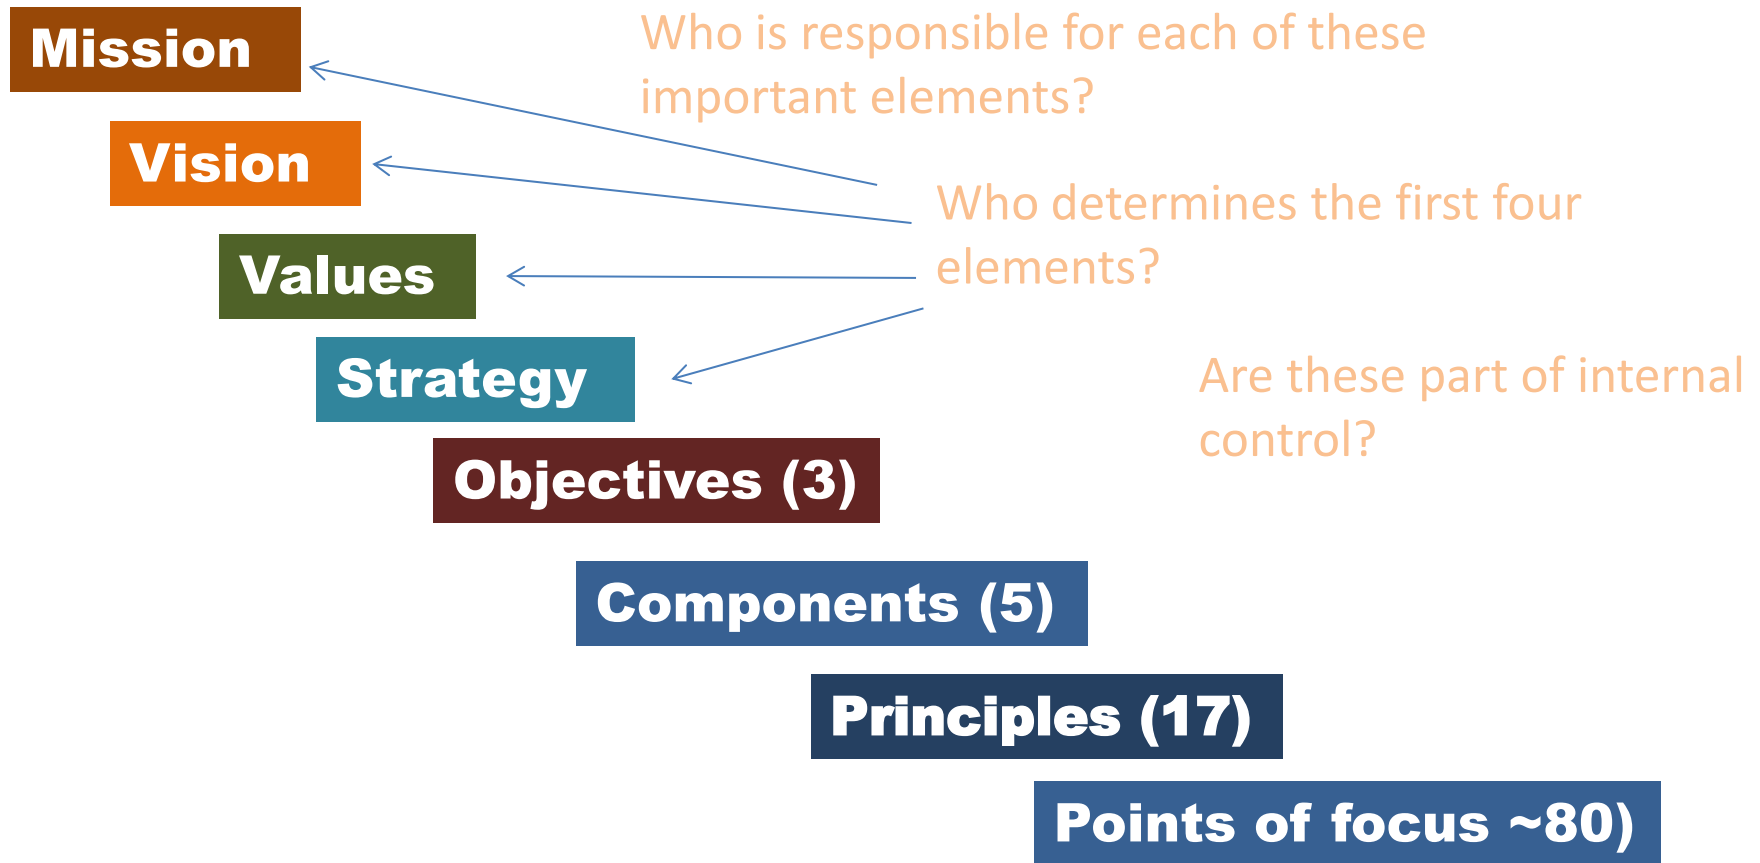 Mission
Who is responsible for each of these
important elements?
Vision
Who determines the first four
elements?
Values
Strategy
Are these part of internal
control?
Objectives (3)
Components (5)
Principles (17)
Points of focus ~80)